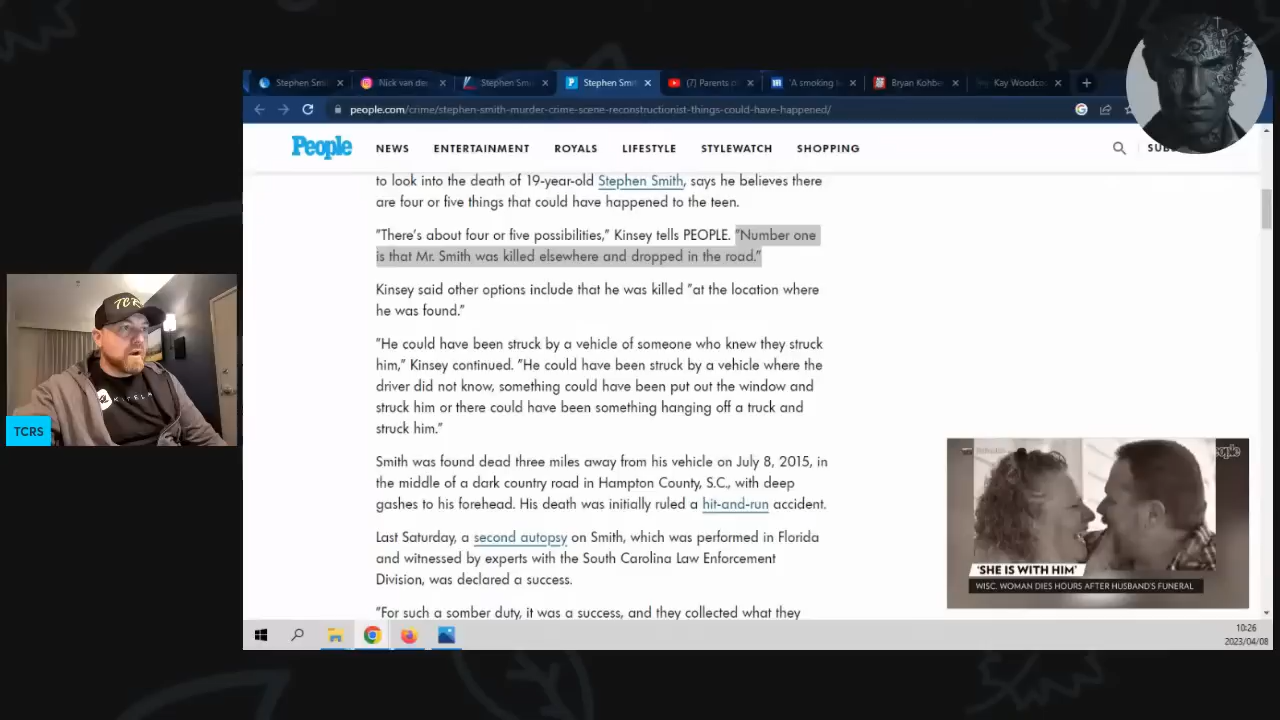 Stephen Smi
Nick van de
Stephen Sm
Stephen Smit
(7) Parents
'A smoking
Bryan Kohbe
Kay Woodco
people.com/crime/stephen-smith-murder-crime-scene-reconstructionist-things-could-have-happened/
People
NEWS
ENTERTAINMENT
ROYALS
LIFESTYLE
STYLEWATCH
SHOPPING
to look into the death of 19-year-old Stephen Smith, says he believes there
are four or five things that could have happened to the teen.
"There's about four or five possibilities," Kinsey tells PEOPLE. "Number one
is that Mr. Smith was killed elsewhere and dropped in the road."
Kinsey said other options include that he was killed "at the location where
he was found."
"He could have been struck by a vehicle of someone who knew they struck
him," Kinsey continued. "He could have been struck by a vehicle where the
driver did not know, something could have been put out the window and
struck him or there could have been something hanging off a truck and
struck him."
Smith was found dead three miles away from his vehicle on July 8, 2015, in
the middle of a dark country road in Hampton County, S.C., with deep
gashes to his forehead. His death was initially ruled a hit-and-run accident.
Last Saturday, a second autopsy on Smith, which was performed in Florida
and witnessed by experts with the South Carolina Law Enforcement
Division, was declared a success.
"For such a somber duty, it was a success, and they collected what they
'SHE IS WITH HIM'
WISC. WOMAN DIES HOURS AFTER HUSBAND'S FUNERAL
TCRS
TCRS
10:26
2023/04/08